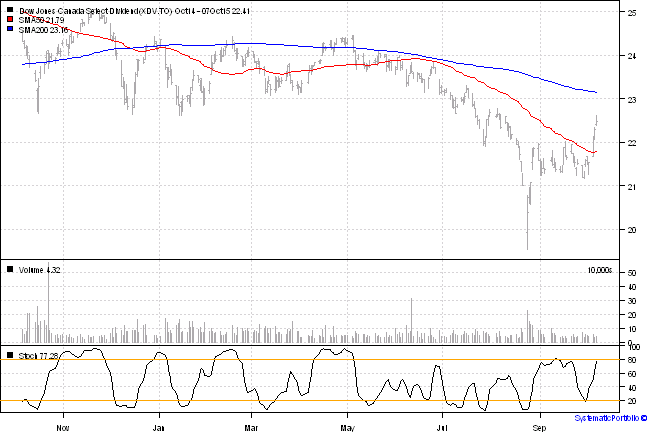 Dow Jones Canada Select Dividend(XDV.TO) Oct14 - 07Oct15 22.41
SMA50 21.79
SMA200 23.16
25
24
23
22
21
20
Volume 4.32
10,000s
50
40
30
20
10
0
Stoch 77.28
100
80
60
40
20
Nov Jan Mar May Jul Sep
SystematicPortfolio ©